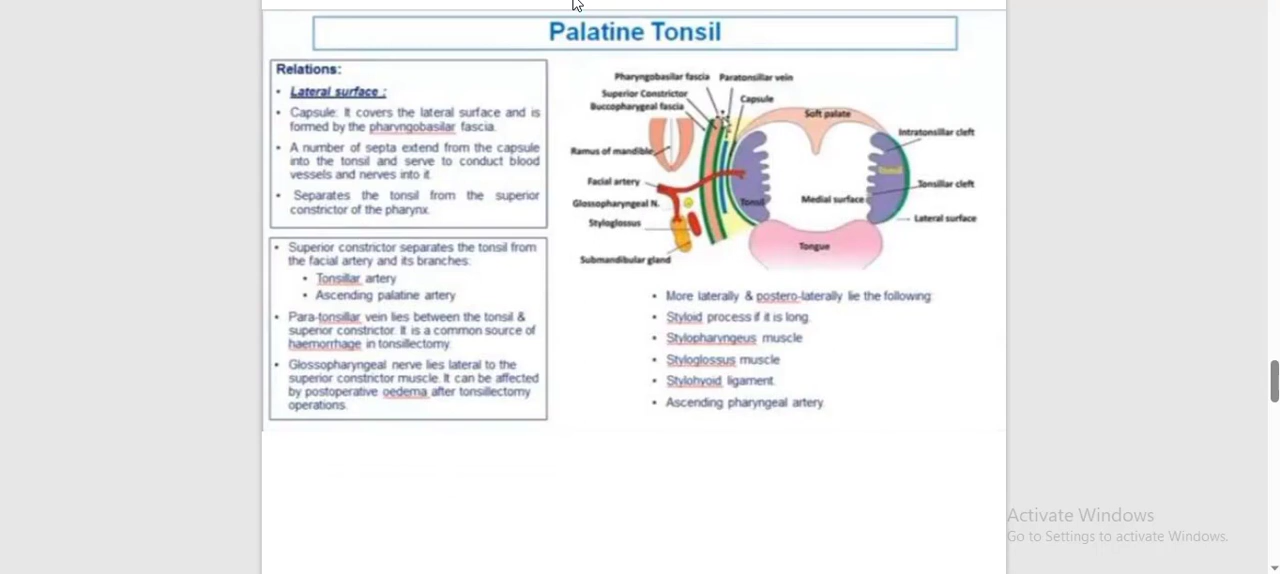 Palatine Tonsil
Relations:
• Lateral surface :
• Capsule: It covers the lateral surface and is
formed by the pharyngobasilar fascia.
• A number of septa extend from the capsule
into the tonsil and serve to conduct blood
vessels and nerves into it.
• Separates the tonsil from the superior
constrictor of the pharynx.
• Superior constrictor separates the tonsil from
the facial artery and its branches:
• Tonsillar artery
• Ascending palatine artery
• Para-tonsillar vein lies between the tonsil &
superior constrictor. It is a common source of
haemorrhage in tonsillectomy.
• Glossopharyngeal nerve lies lateral to the
superior constrictor muscle. It can be affected
by postoperative oedema after tonsillectomy
operations.
Pharyngobasilar fascia
Paratonsillar vein
Superior Constrictor
Capsule
Buccopharygeal fascia
Soft palate
Intratonsillar cleft
Ramus of mandible
Tonsil
Facial artery
Tonsillar cleft
Glossopharyngeal N.
Tonsil
Medial surface
Styloglossus
Lateral surface
Tongue
Submandibular gland
• More laterally & postero-laterally lie the following:
• Styloid process if it is long.
• Stylopharyngeus muscle
• Styloglossus muscle
• Stylohyoid ligament.
• Ascending pharyngeal artery.
Activate Windows
Go to Settings to activate Windows.